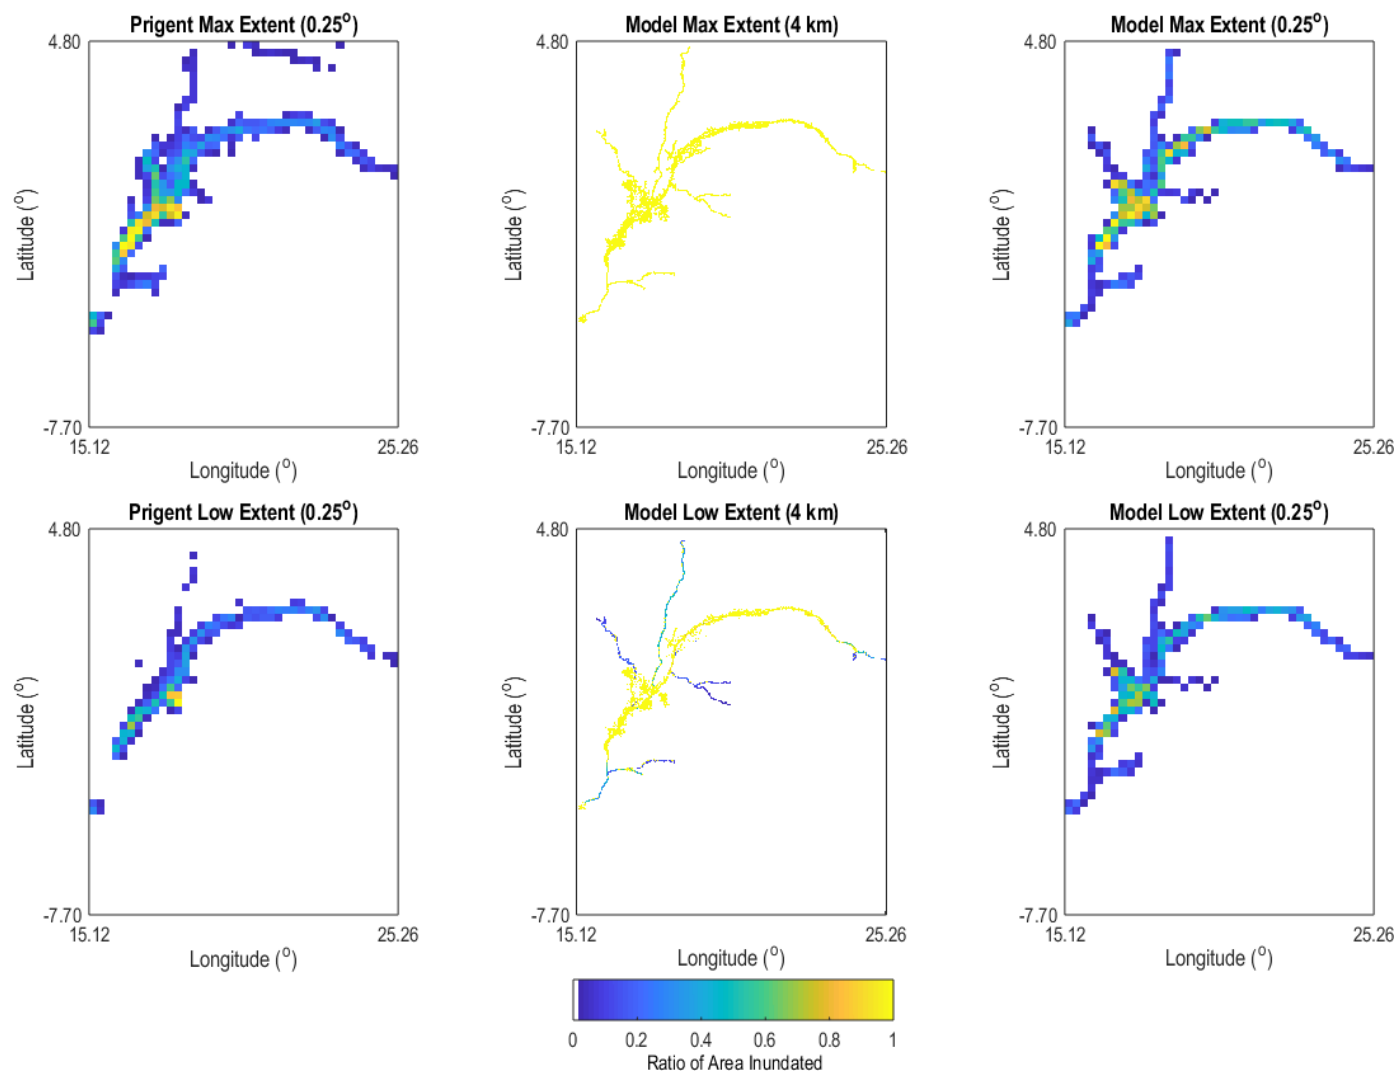 Prigent Max Extent (0.25°)
4.80
Latitude (°)
-7.70
15.12
25.26
Longitude (°)
Model Max Extent (4 km)
4.80
Latitude (°)
-7.70
15.12
25.26
Longitude (°)
Model Max Extent (0.25°)
4.80
Latitude (°)
-7.70
15.12
25.26
Longitude (°)
Prigent Low Extent (0.25°)
4.80
Latitude (°)
-7.70
15.12
25.26
Longitude (°)
Model Low Extent (4 km)
4.80
Latitude (°)
-7.70
15.12
25.26
Longitude (°)
Model Low Extent (0.25°)
4.80
Latitude (°)
-7.70
15.12
25.26
Longitude (°)
0 0.2 0.4 0.6 0.8 1
Ratio of Area Inundated